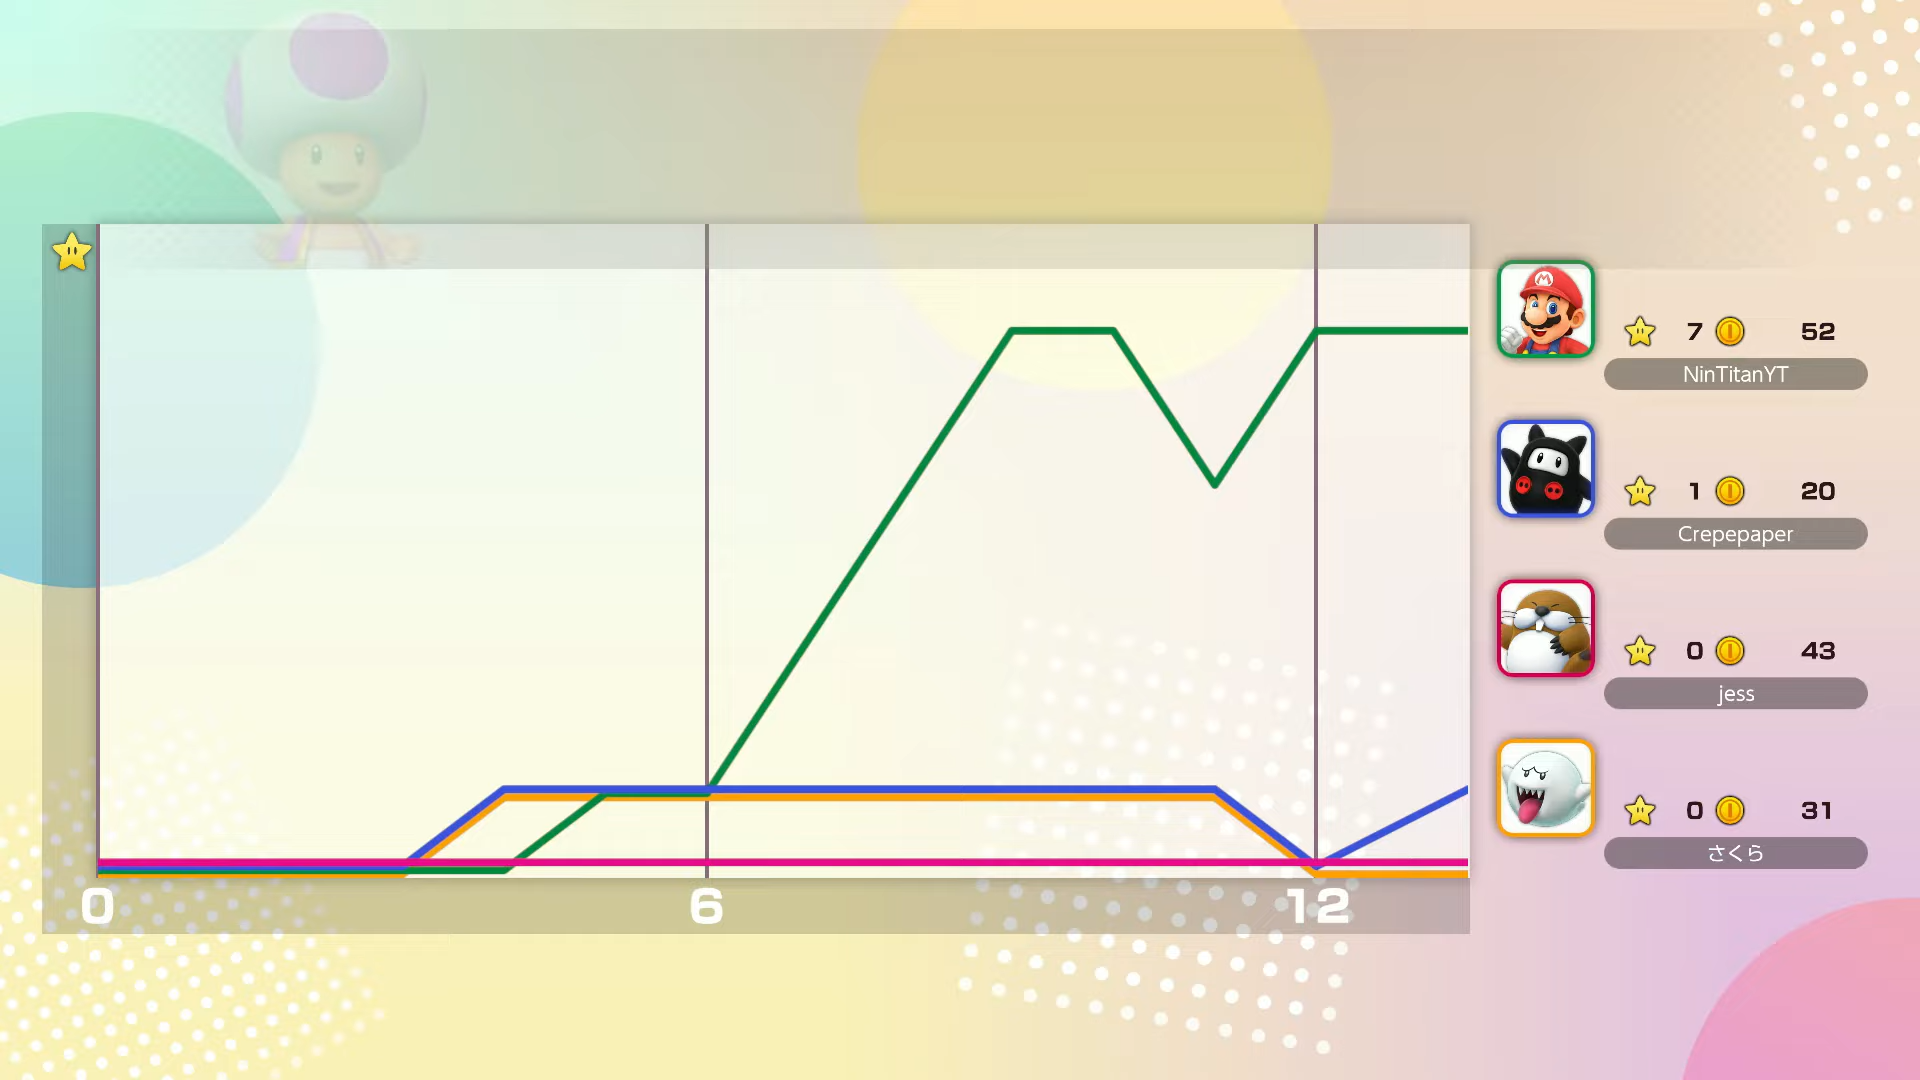 7 52
NinTitanYT
1 20
Crepepaper
0 43
jess
0 31
さくら
0 6 12